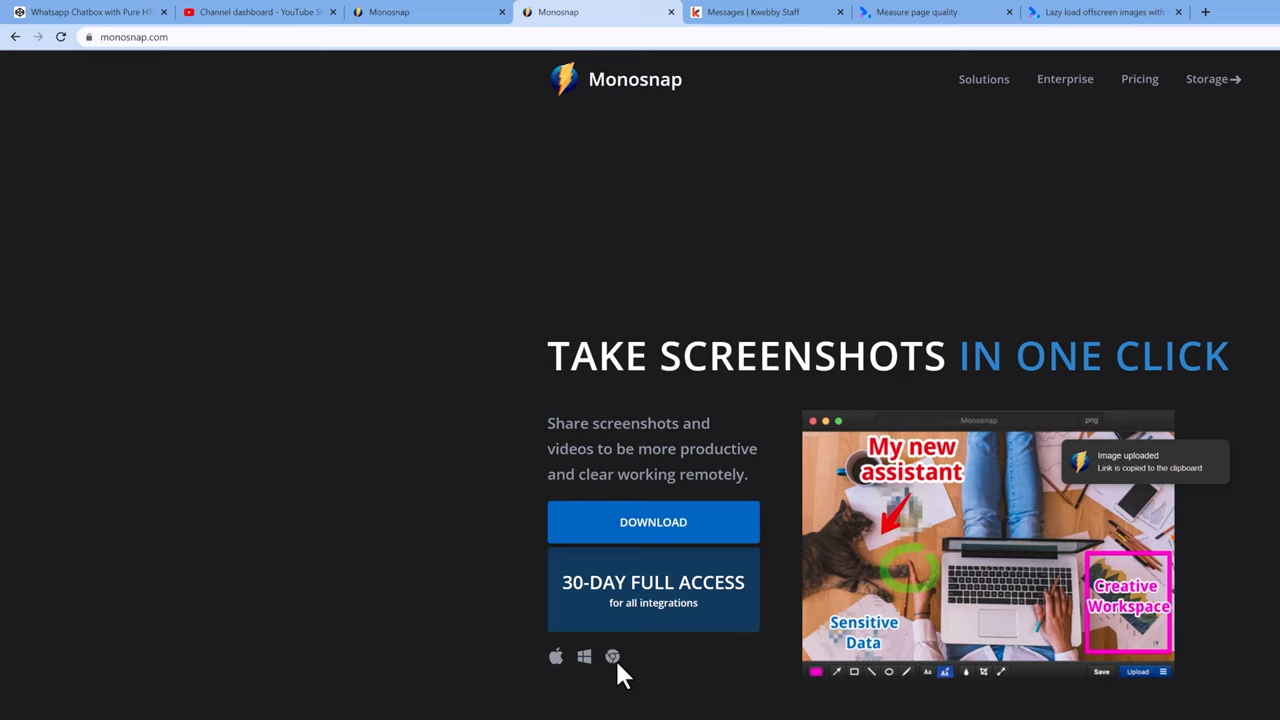 Whatsapp Chatbox with Pure HT
Channel dashboard - YouTube St
Monosnap
Monosnap
Messages | Kwebby Staff
Measure page quality
Lazy load offscreen images with
monosnap.com
Monosnap
Solutions
Enterprise
Pricing
Storage→
TAKE SCREENSHOTS IN ONE CLICK
Share screenshots and
videos to be more productive
and clear working remotely.
DOWNLOAD
30-DAY FULL ACCESS
for all integrations
Monosnap
.png
My new
assistant
Image uploaded
Link is copied to the clipboard
Creative
Workspace
Sensitive
Data
Aa
Save
Upload